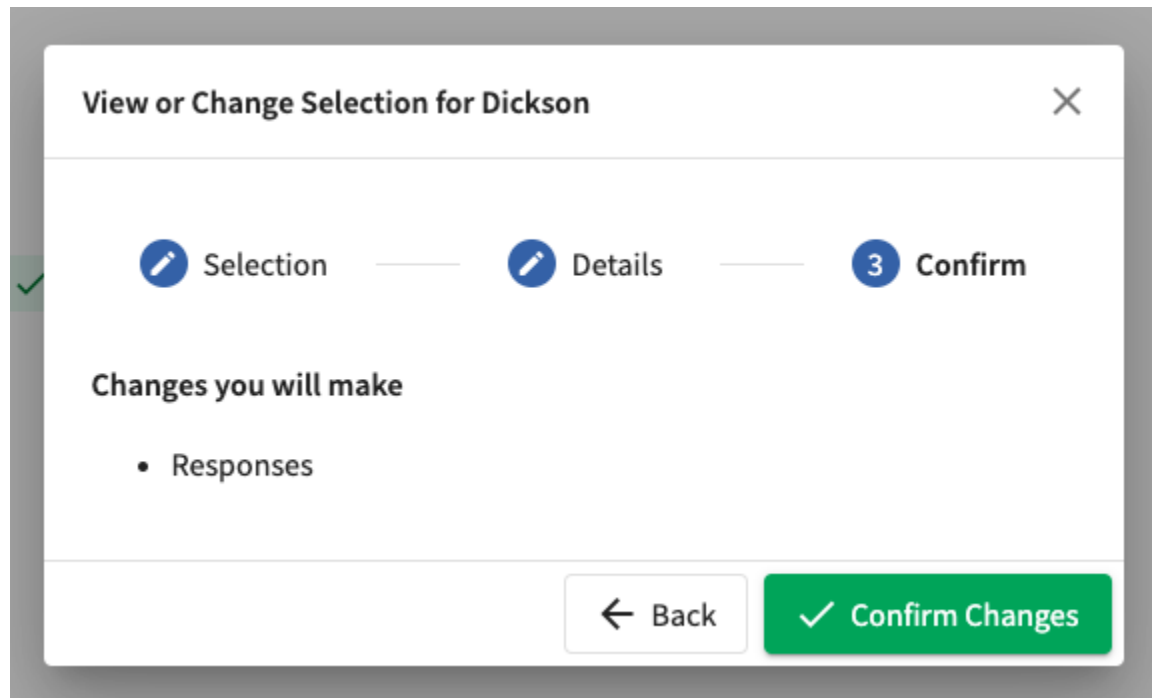 View or Change Selection for Dickson
Selection
Details
3 Confirm
Changes you will make
• Responses
Back
Confirm Changes